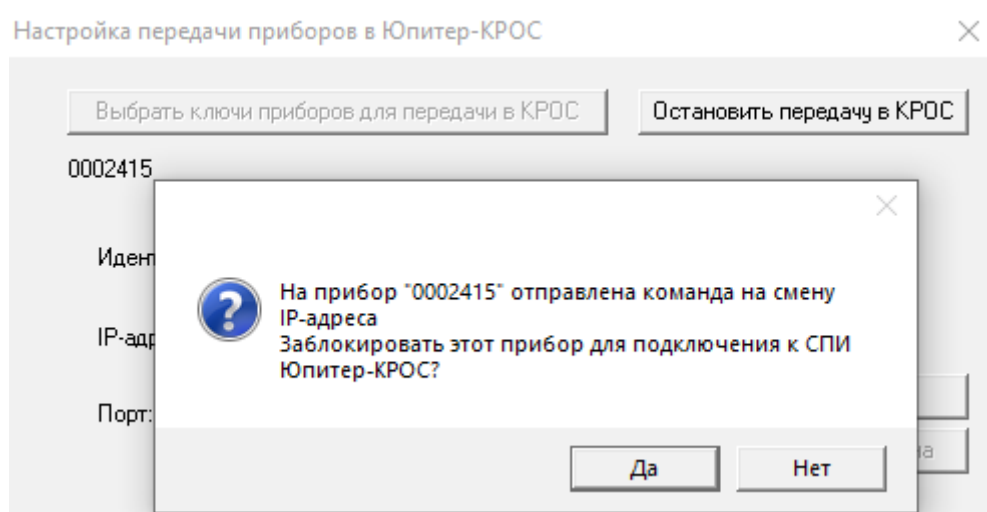 Настройка передачи приборов в Юпитер-КРОС
Выбрать ключи приборов для передачи в КРОС
Остановить передачу в КРОС
0002415
На прибор "0002415" отправлена команда на смену
IP-адреса
Заблокировать этот прибор для подключения к СПИ
Юпитер-КРОС?
Порт:
Да
Нет